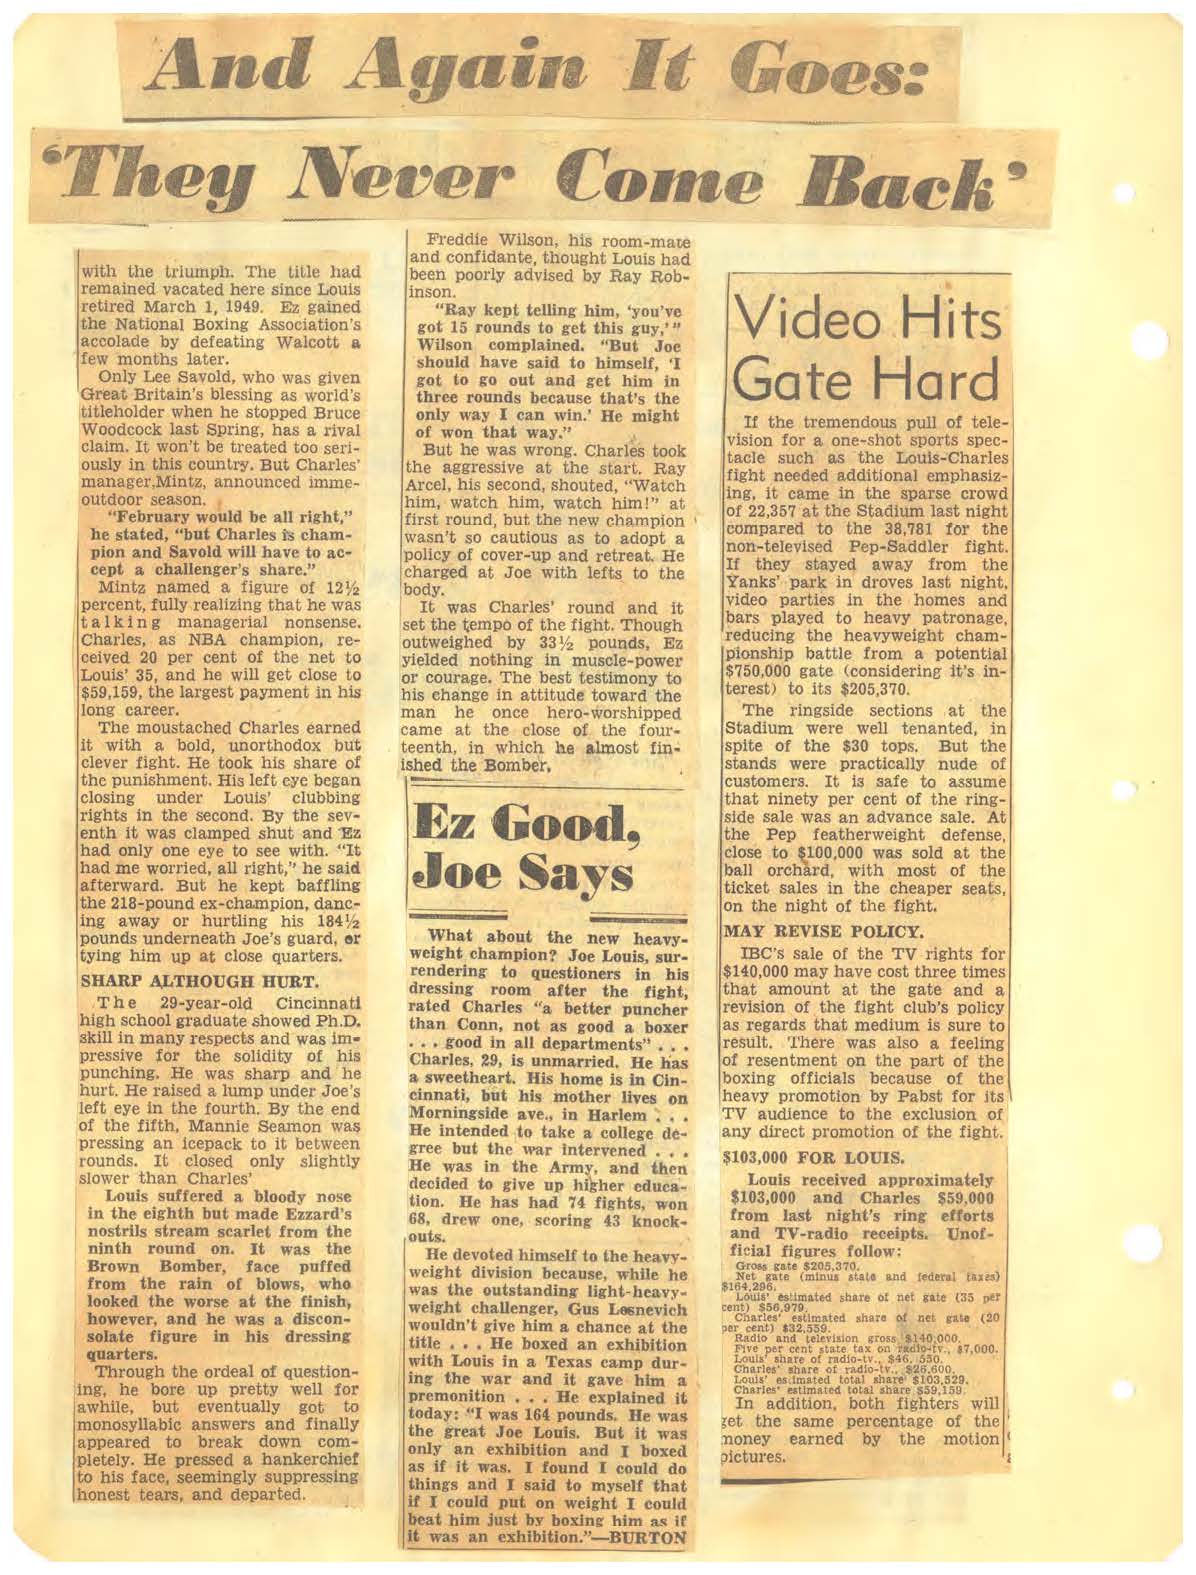 And Again It Goes:
'They Never Come Back'
with the triumph. The title had
remained vacated here since Louis
retired March 1, 1949. Ez gained
the National Boxing Association's
accolade by defeating Walcott a
few months later.
Only Lee Savold, who was given
Great Britain's blessing as world's
titleholder when he stopped Bruce
Woodcock last Spring, has a rival
claim. It won't be treated too seri-
ously in this country. But Charles'
manager, Mintz, announced imme-
outdoor season.
"February would be all right,"
he stated, "but Charles is cham-
pion and Savold will have to ac-
cept a challenger's share."
Mintz named a figure of 12½
percent, fully realizing that he was
talking managerial nonsense.
Charles, as NBA champion, re-
ceived 20 per cent of the net to
Louis' 35, and he will get close to
$59,159, the largest payment in his
long career.
The moustached Charles earned
it with a bold, unorthodox but
clever fight. He took his share of
the punishment. His left eye began
closing under Louis' clubbing
rights in the second. By the sev-
enth it was clamped shut and Ez
had only one eye to see with. "It
had me worried, all right," he said
afterward. But he kept baffling
the 218-pound ex-champion, danc-
ing away or hurtling his 184½
pounds underneath Joe's guard, or
tying him up at close quarters.
SHARP ALTHOUGH HURT.
The 29-year-old Cincinnati
high school graduate showed Ph.D.
skill in many respects and was im-
pressive for the solidity of his
punching. He was sharp and he
hurt. He raised a lump under Joe's
left eye in the fourth. By the end
of the fifth, Mannie Seamon was
pressing an icepack to it between
rounds. It closed only slightly
slower than Charles'
Louis suffered a bloody nose
in the eighth but made Ezzard's
nostrils stream scarlet from the
ninth round on. It was the
Brown Bomber, face puffed
from the rain of blows, who
looked the worse at the finish,
however, and he was a discon-
solate figure in his dressing
quarters.
Through the ordeal of question-
ing, he bore up pretty well for
awhile, but eventually got to
monosyllabic answers and finally
appeared to break down com-
pletely. He pressed a hankerchief
to his face, seemingly suppressing
honest tears, and departed.
Freddie Wilson, his room-mate
and confidante, thought Louis had
been poorly advised by Ray Rob-
inson.
"Ray kept telling him, 'you've
got 15 rounds to get this guy,'"
Wilson complained. "But Joe
should have said to himself, 'I
got to go out and get him in
three rounds because that's the
only way I can win.' He might
of won that way."
But he was wrong. Charles took
the aggressive at the start. Ray
Arcel, his second, shouted, "Watch
him, watch him, watch him!" at
first round, but the new champion
wasn't so cautious as to adopt a
policy of cover-up and retreat. He
charged at Joe with lefts to the
body.
It was Charles' round and it
set the tempo of the fight. Though
outweighed by 33½ pounds, Ez
yielded nothing in muscle-power
or courage. The best testimony to
his change in attitude toward the
man he once hero-worshipped
came at the close of the four-
teenth, in which he almost fin-
ished the Bomber,
Ez Good,
Joe Says
What about the new heavy-
weight champion? Joe Louis, sur-
rendering to questioners in his
dressing room after the fight,
rated Charles "a better puncher
than Conn, not as good a boxer
. . . good in all departments" . . .
Charles, 29, is unmarried. He has
a sweetheart. His home is in Cin-
cinnati, but his mother lives on
Morningside ave., in Harlem . . .
He intended to take a college de-
gree but the war intervened . . .
He was in the Army, and then
decided to give up higher educa-
tion. He has had 74 fights, won
68, drew one, scoring 43 knock-
outs.
He devoted himself to the heavy-
weight division because, while he
was the outstanding light-heavy-
weight challenger, Gus Lesnevich
wouldn't give him a chance at the
title . . . He boxed an exhibition
with Louis in a Texas camp dur-
ing the war and it gave him a
premonition . . . He explained it
today: "I was 164 pounds. He was
the great Joe Louis. But it was
only an exhibition and I boxed
as if it was. I found I could do
things and I said to myself that
if I could put on weight I could
beat him just by boxing him as if
it was an exhibition."—BURTON
Video Hits
Gate Hard
If the tremendous pull of tele-
vision for a one-shot sports spec-
tacle such as the Louis-Charles
fight needed additional emphasiz-
ing, it came in the sparse crowd
of 22,357 at the Stadium last night
compared to the 38,781 for the
non-televised Pep-Saddler fight.
If they stayed away from the
Yanks' park in droves last night,
video parties in the homes and
bars played to heavy patronage,
reducing the heavyweight cham-
pionship battle from a potential
$750,000 gate (considering it's in-
terest) to its $205,370.
The ringside sections at the
Stadium were well tenanted, in
spite of the $30 tops. But the
stands were practically nude of
customers. It is safe to assume
that ninety per cent of the ring-
side sale was an advance sale. At
the Pep featherweight defense,
close to $100,000 was sold at the
ball orchard, with most of the
ticket sales in the cheaper seats,
on the night of the fight.
MAY REVISE POLICY.
IBC's sale of the TV rights for
$140,000 may have cost three times
that amount at the gate and a
revision of the fight club's policy
as regards that medium is sure to
result. There was also a feeling
of resentment on the part of the
boxing officials because of the
heavy promotion by Pabst for its
TV audience to the exclusion of
any direct promotion of the fight.
$103,000 FOR LOUIS.
Louis received approximately
$103,000 and Charles $59,000
from last night's ring efforts
and TV-radio receipts. Unof-
ficial figures follow:
Gross gate $205,370.
Net gate (minus state and federal taxes)
$164,296.
Louis' estimated share of net gate (35 per
cent) $56,979.
Charles' estimated share of net gate (20
per cent) $32,559.
Radio and television gross $140,000.
Five per cent state tax on radio-tv., $7,000.
Louis' share of radio-tv., $46,550.
Charles' share of radio-tv., $26,600.
Louis' estimated total share $103,529.
Charles' estimated total share $59,159.
In addition, both fighters will
get the same percentage of the
money earned by the motion
pictures.